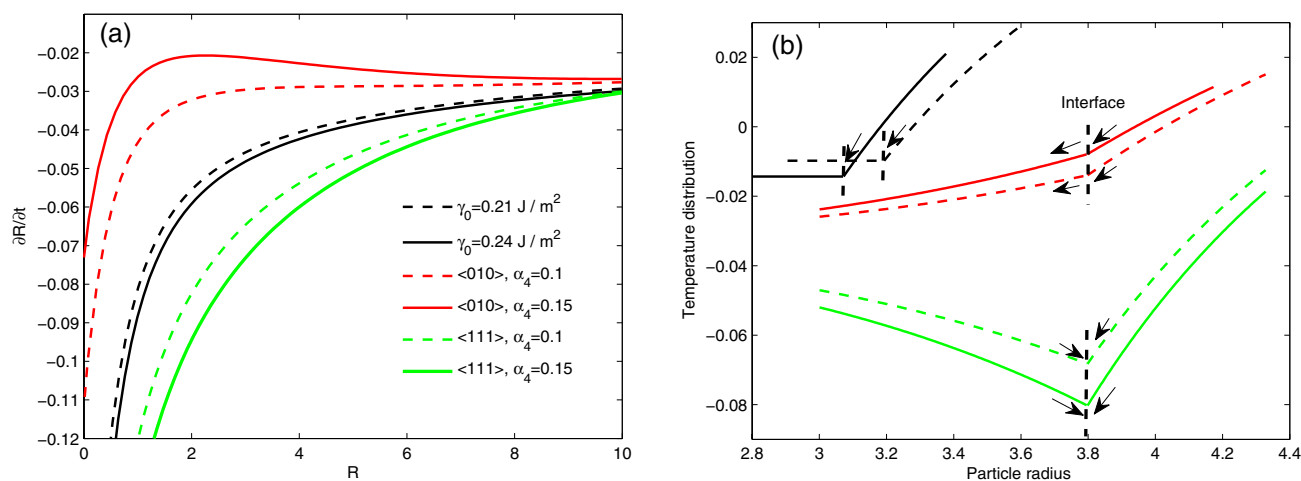 (a)
−0.02
−0.03
−0.04
−0.05
−0.06
−0.07
−0.08
−0.09
−0.1
−0.11
−0.12
∂R/∂t
0
2
4
6
8
10
R
γ0=0.21 J / m2
γ0=0.24 J / m2
<010>, α4=0.1
<010>, α4=0.15
<111>, α4=0.1
<111>, α4=0.15
(b)
0.02
0
−0.02
−0.04
−0.06
−0.08
Temperature distribution
Interface
2.8
3
3.2
3.4
3.6
3.8
4
4.2
4.4
Particle radius